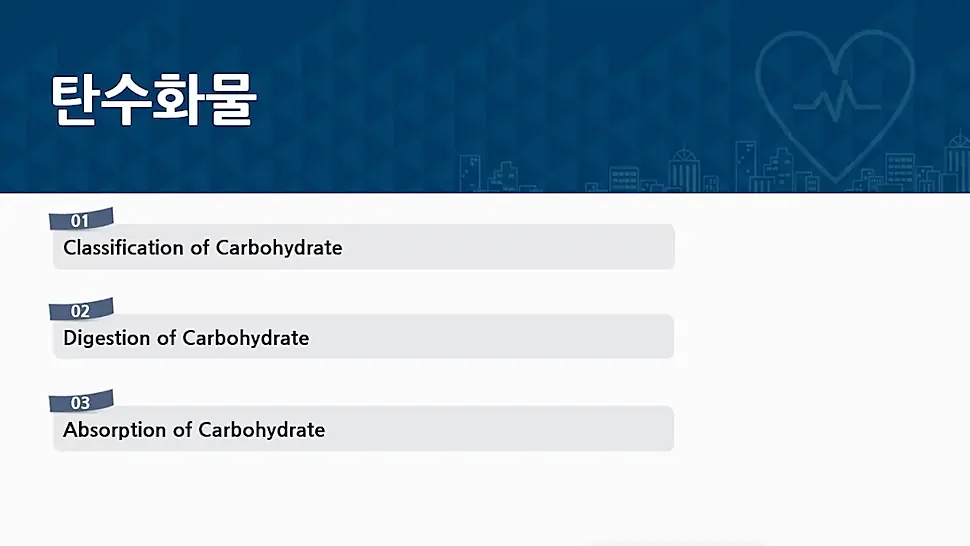 탄수화물
01
Classification of Carbohydrate
02
Digestion of Carbohydrate
03
Absorption of Carbohydrate